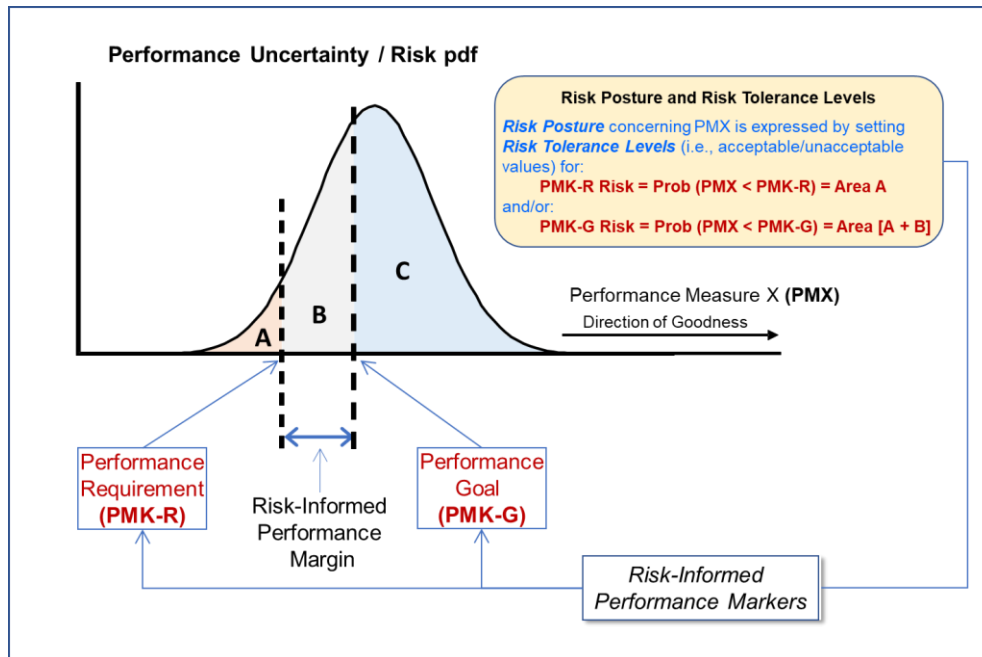 Performance Uncertainty / Risk pdf
Risk Posture and Risk Tolerance Levels
Risk Posture concerning PMX is expressed by setting
Risk Tolerance Levels (i.e., acceptable/unacceptable
values) for:
PMK-R Risk = Prob (PMX < PMK-R) = Area A
and/or:
PMK-G Risk = Prob (PMX < PMK-G) = Area [A + B]
A
B
C
Performance Measure X (PMX)
Direction of Goodness
Performance
Requirement
(PMK-R)
Risk-Informed
Performance
Margin
Performance
Goal
(PMK-G)
Risk-Informed
Performance Markers